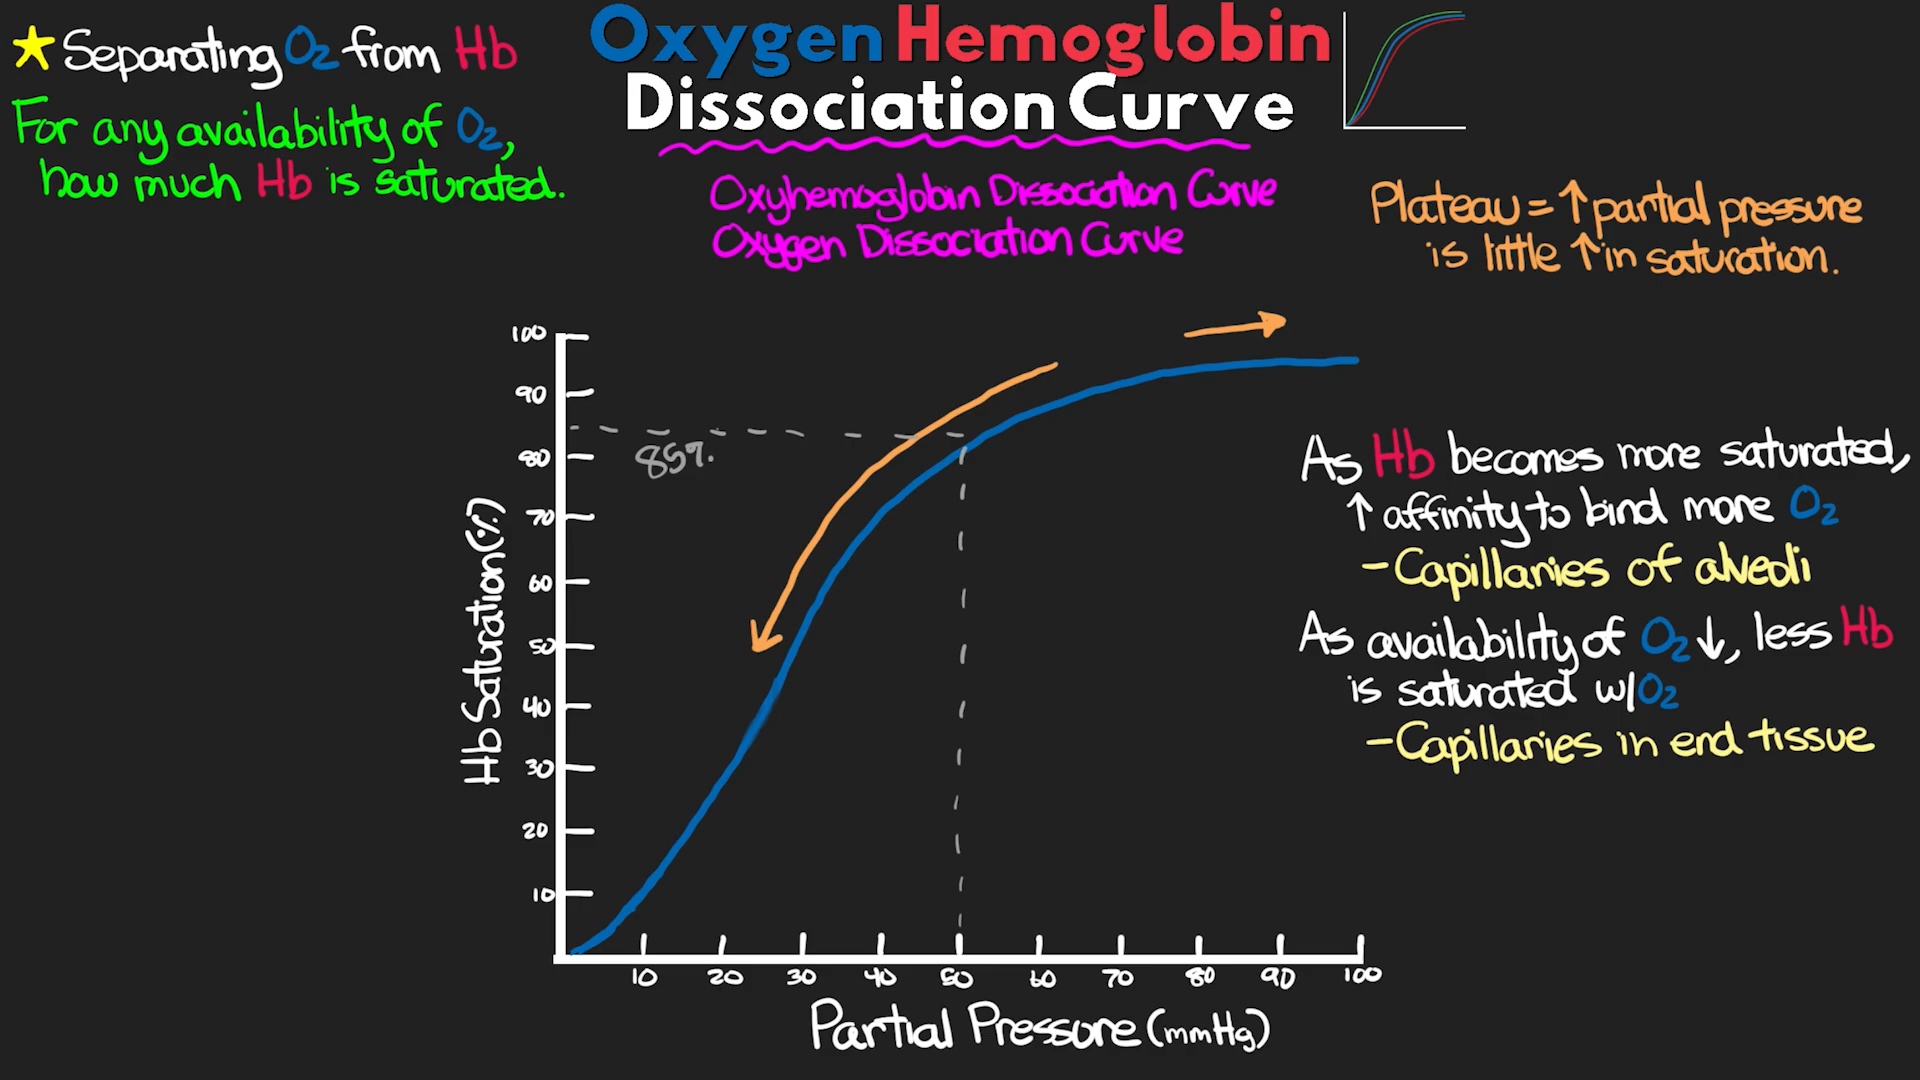 ★ Separating O₂ from Hb
For any availability of O₂,
how much Hb is saturated.
Oxygen Hemoglobin
Dissociation Curve
Oxyhemoglobin Dissociation Curve
Oxygen Dissociation Curve
Plateau = ↑ partial pressure
is little ↑ in saturation.
As Hb becomes more saturated,
↑ affinity to bind more O₂
- Capillaries of alveoli
As availability of O₂ ↓, less Hb
is saturated w/ O₂
- Capillaries in end tissue
Hb Saturation (%)
100
90
80
70
60
50
40
30
20
10
85%
10 20 30 40 50 60 70 80 90 100
Partial Pressure (mmHg)